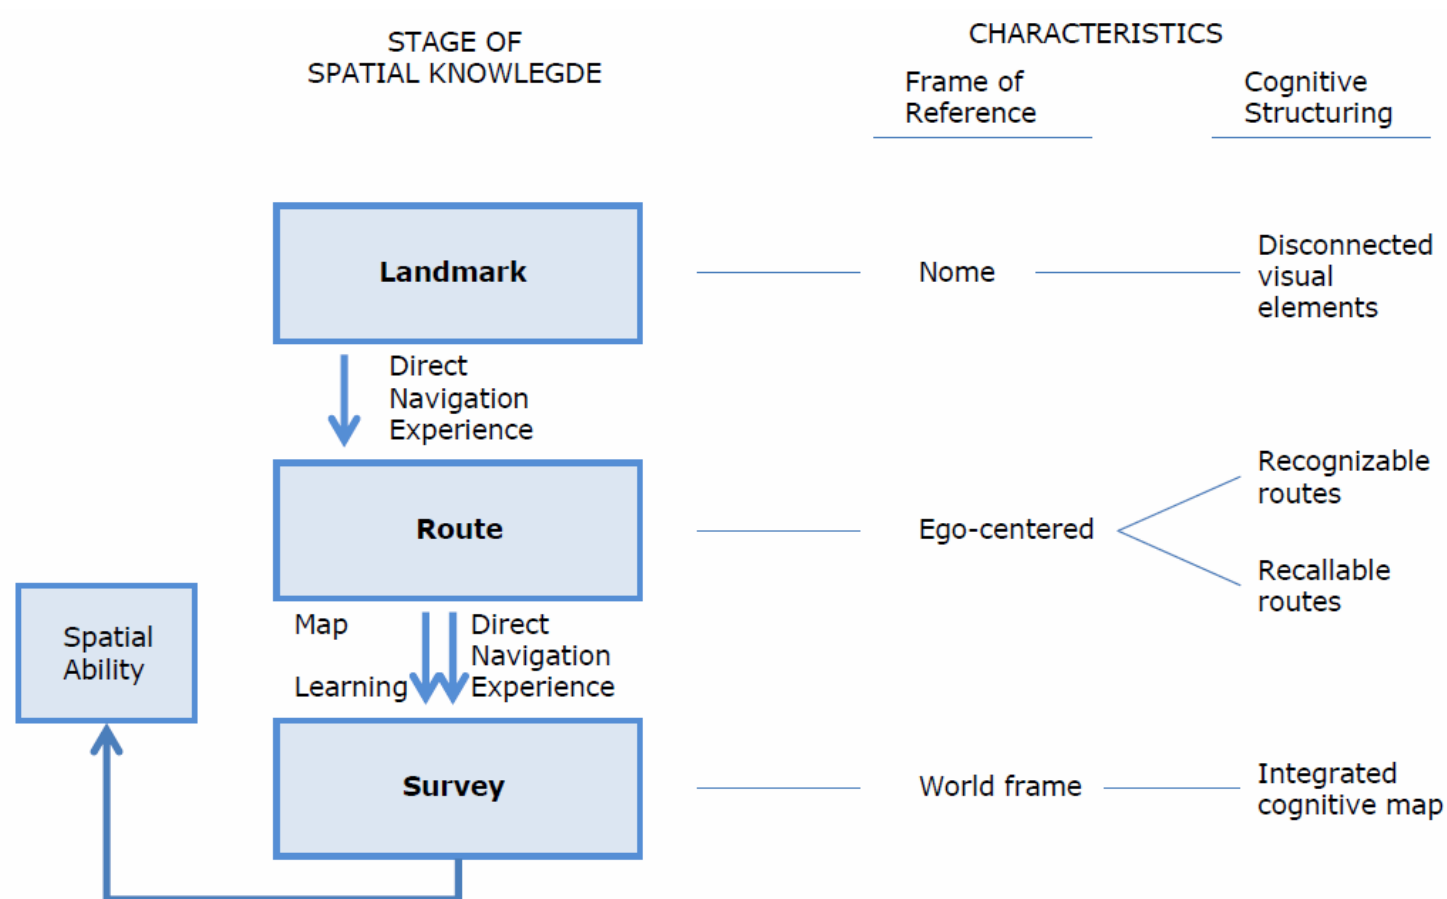 STAGE OF
SPATIAL KNOWLEGDE
CHARACTERISTICS
Frame of
Reference
Cognitive
Structuring
Landmark
Nome
Disconnected
visual
elements
Direct
Navigation
Experience
Route
Ego-centered
Recognizable
routes
Recallable
routes
Spatial
Ability
Map
Learning
Direct
Navigation
Experience
Survey
World frame
Integrated
cognitive map